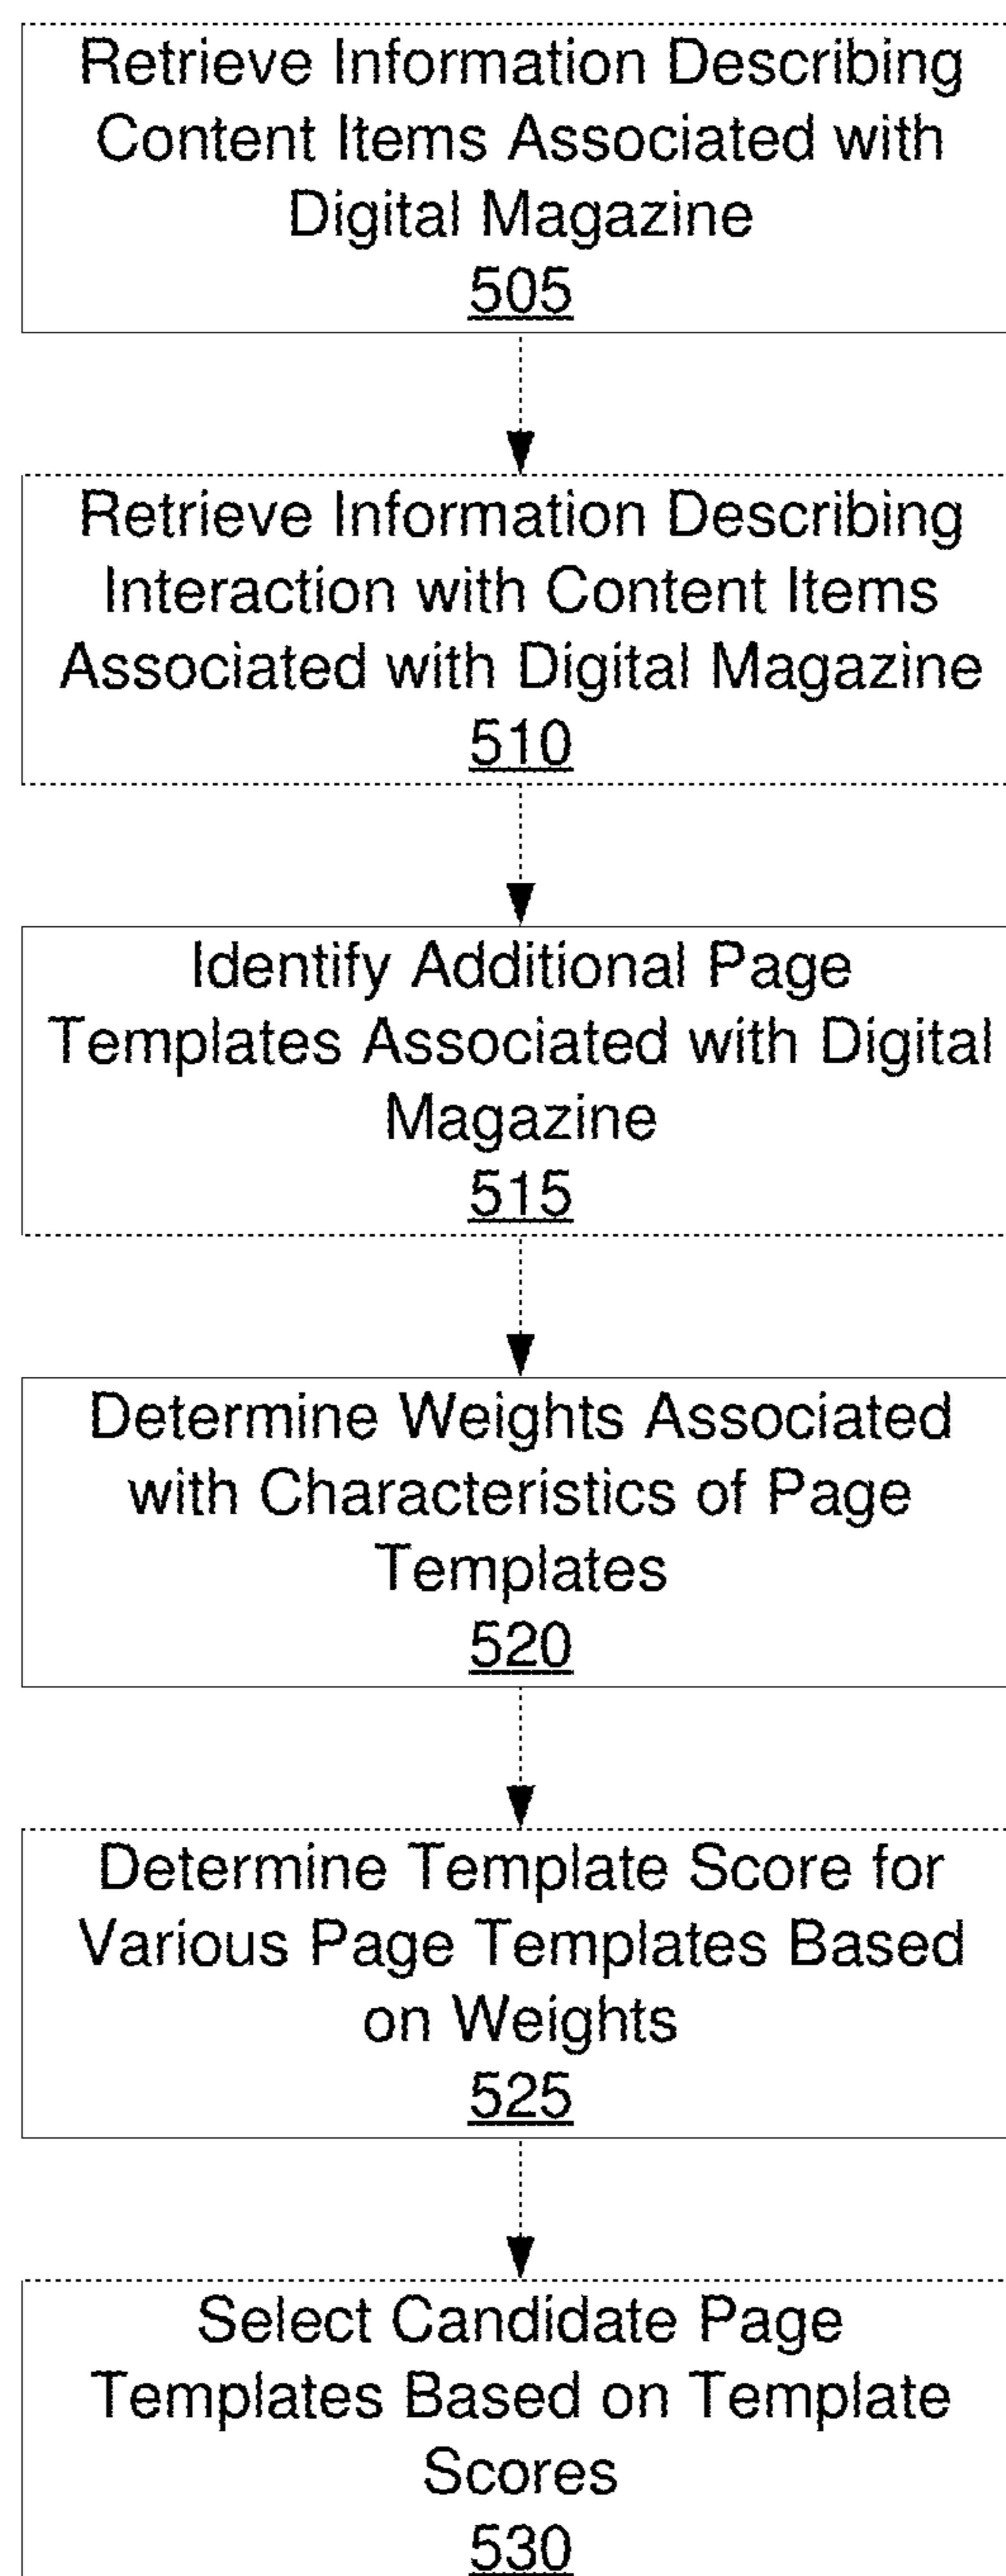 Retrieve Information Describing
Content Items Associated with
Digital Magazine
505
Retrieve Information Describing
Interaction with Content Items
Associated with Digital Magazine
510
Identify Additional Page
Templates Associated with Digital
Magazine
515
Determine Weights Associated
with Characteristics of Page
Templates
520
Determine Template Score for
Various Page Templates Based
on Weights
525
Select Candidate Page
Templates Based on Template
Scores
530